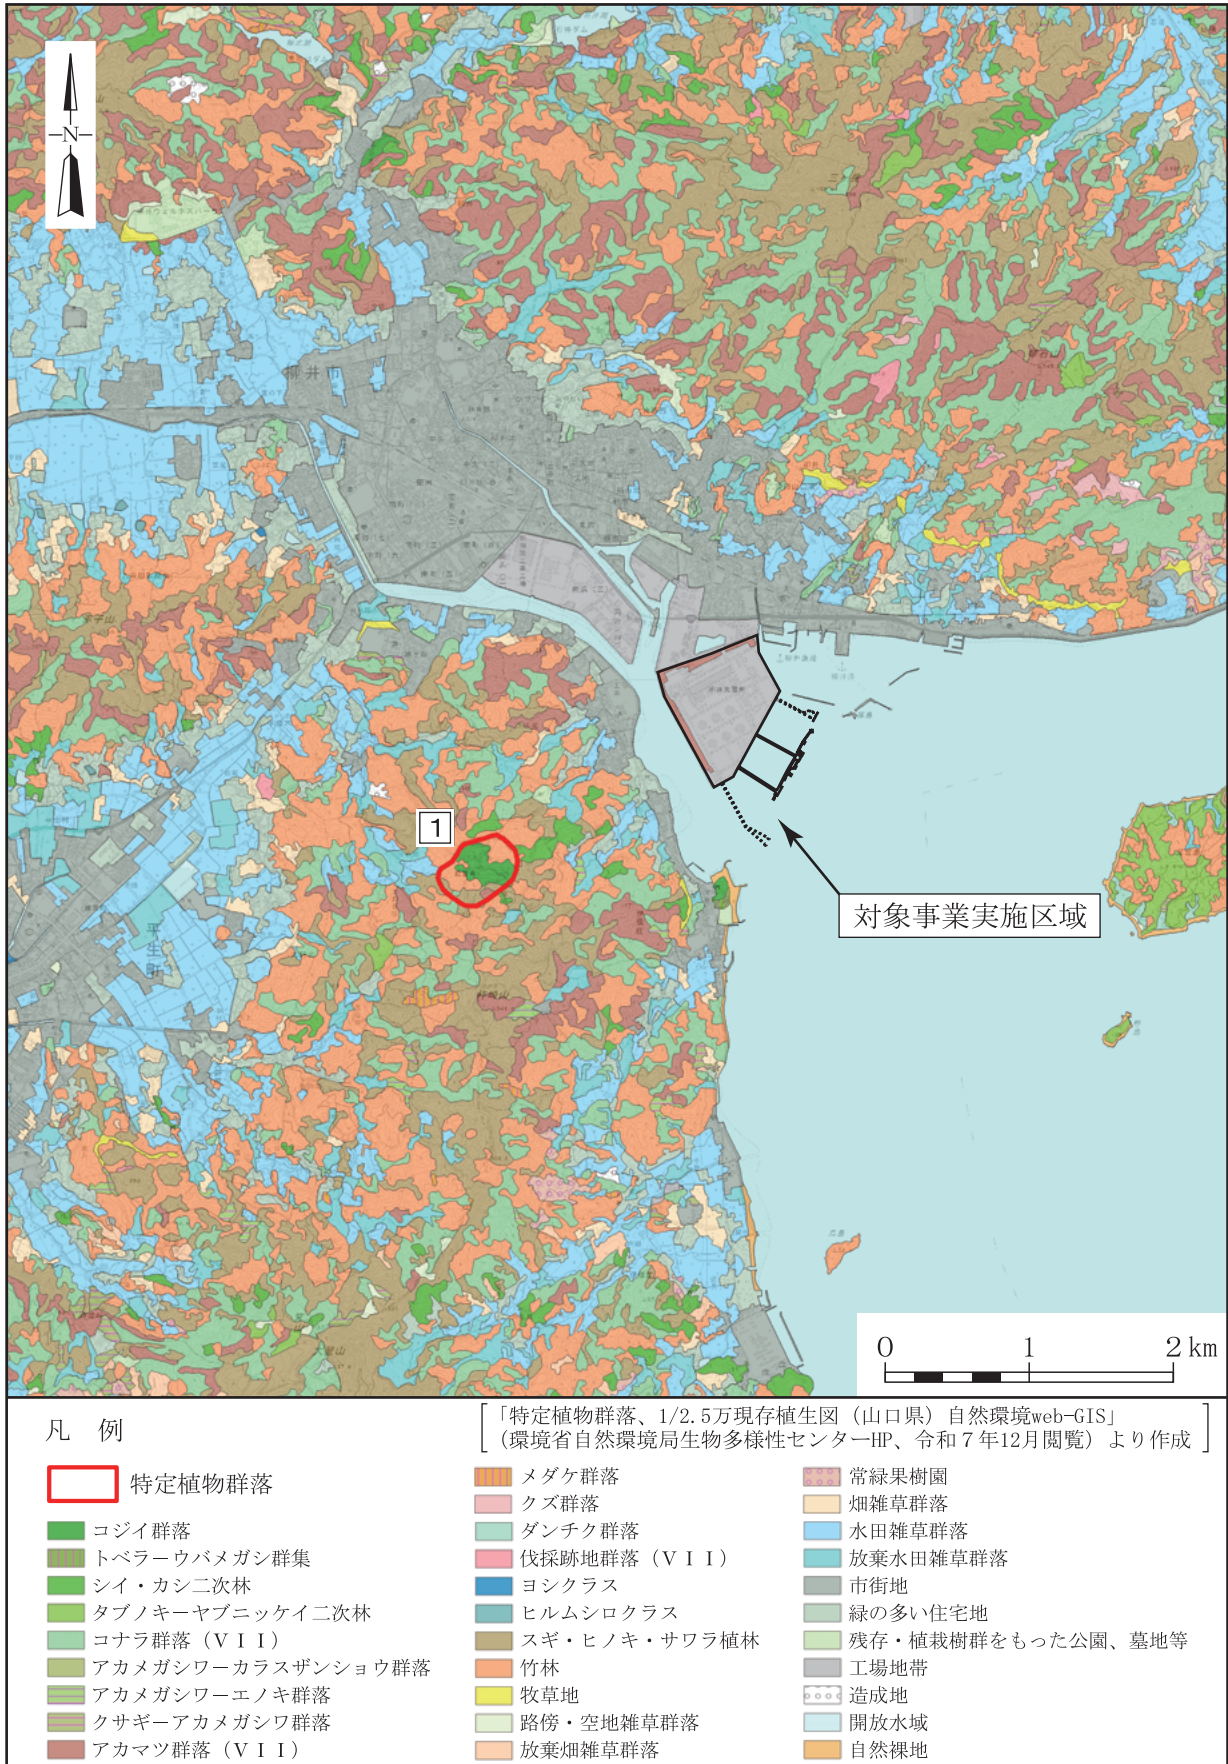 N
柳井市
平生町
1
対象事業実施区域
0 1 2 km
凡 例
「特定植物群落、1/2.5万現存植生図（山口県）自然環境web-GIS」
（環境省自然環境局生物多様性センターHP、令和７年12月閲覧）より作成
特定植物群落
コジイ群落
トベラーウバメガシ群集
シイ・カシ二次林
タブノキーヤブニッケイ二次林
コナラ群落（ＶＩＩ）
アカメガシワーカラスザンショウ群落
アカメガシワーエノキ群落
クサギーアカメガシワ群落
アカマツ群落（ＶＩＩ）
メダケ群落
クズ群落
ダンチク群落
伐採跡地群落（ＶＩＩ）
ヨシクラス
ヒルムシロクラス
スギ・ヒノキ・サワラ植林
竹林
牧草地
路傍・空地雑草群落
放棄畑雑草群落
常緑果樹園
畑雑草群落
水田雑草群落
放棄水田雑草群落
市街地
緑の多い住宅地
残存・植栽樹群をもった公園、墓地等
工場地帯
造成地
開放水域
自然裸地